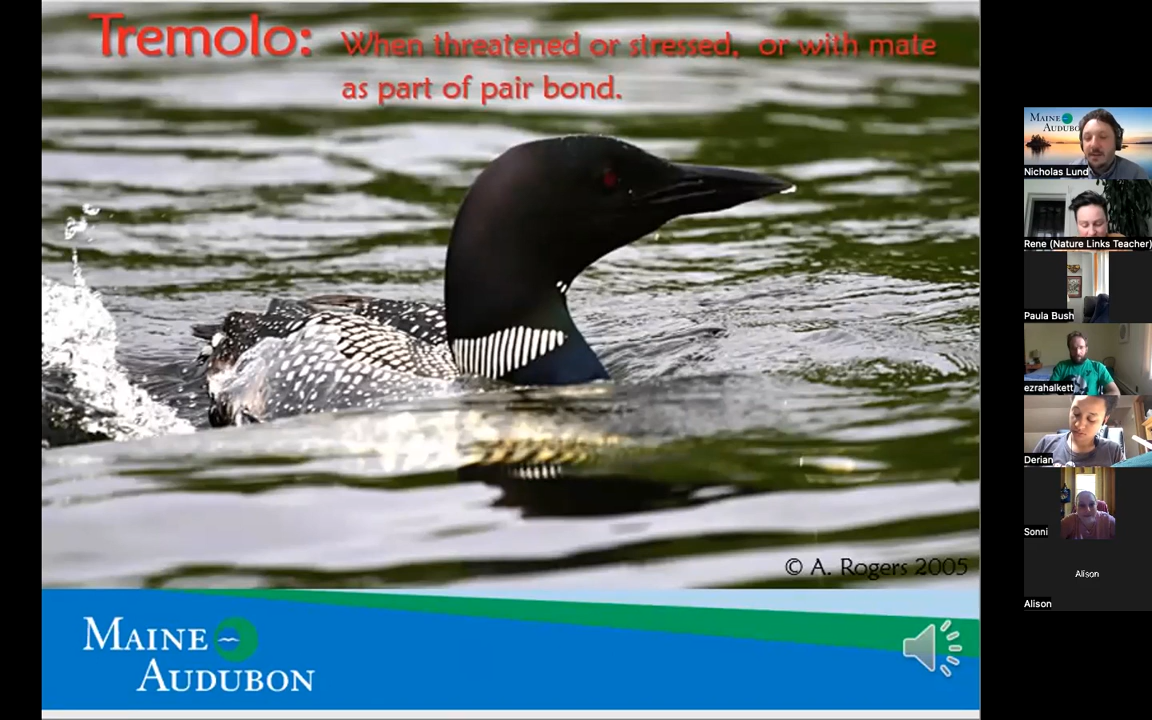 Tremolo: When threatened or stressed, or with mate
as part of pair bond.
© A. Rogers 2005
MAINE
AUDUBON
MAINE
AUDUBO
Nicholas Lund
Rene (Nature Links Teacher)
Paula Bush
ezrahalkett
Derian
Sonni
Alison
Alison